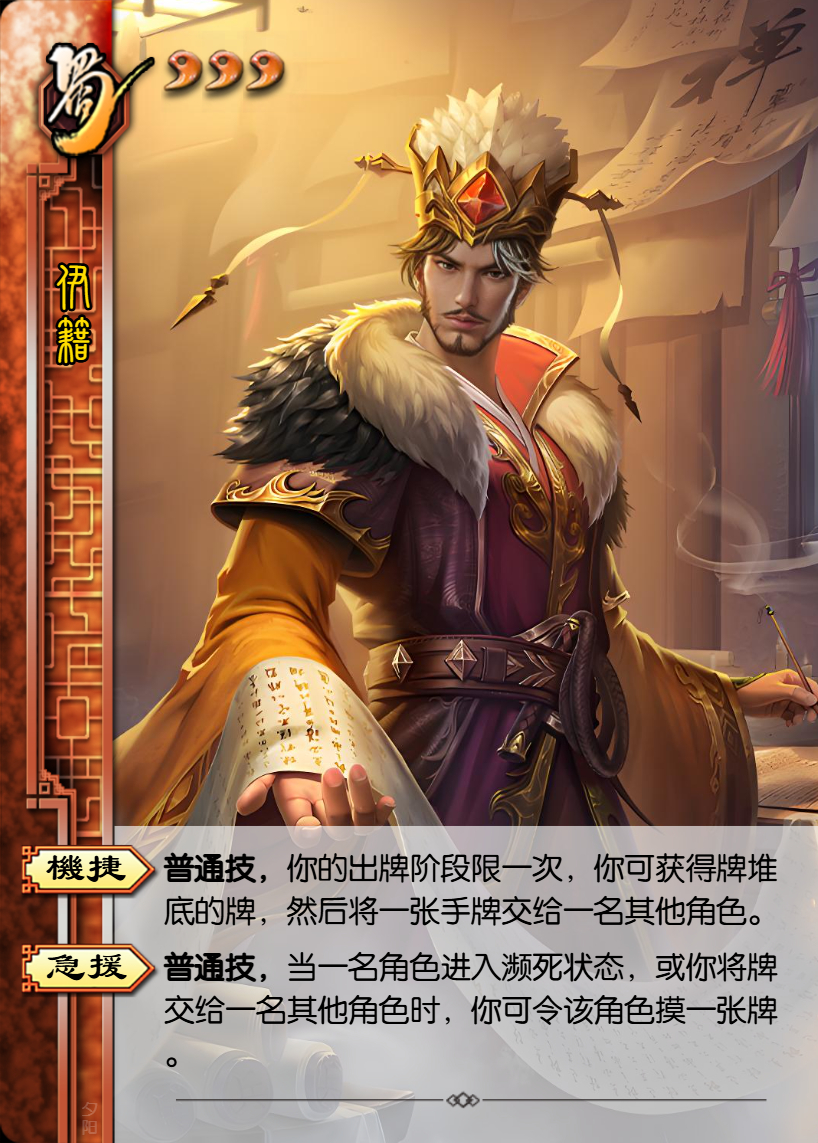 蜀
伊籍
禅
機捷
普通技，你的出牌阶段限一次，你可获得牌堆
底的牌，然后将一张手牌交给一名其他角色。
急援
普通技，当一名角色进入濒死状态，或你将牌
交给一名其他角色时，你可令该角色摸一张牌
。
夕阳